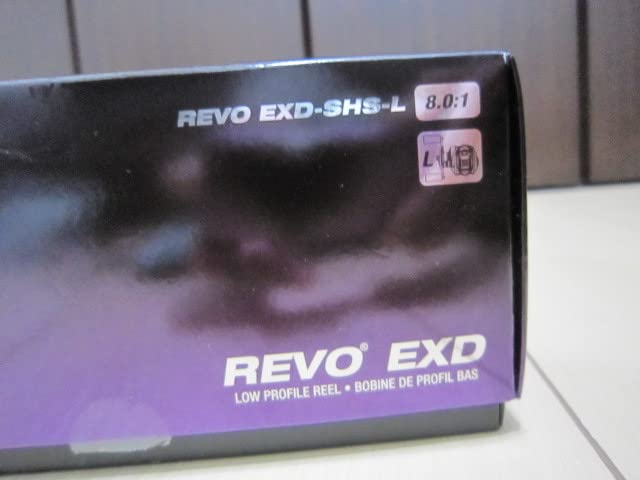 REVO EXD-SHS-L 8.0:1
L
REVO® EXD
LOW PROFILE REEL • BOBINE DE PROFIL BAS